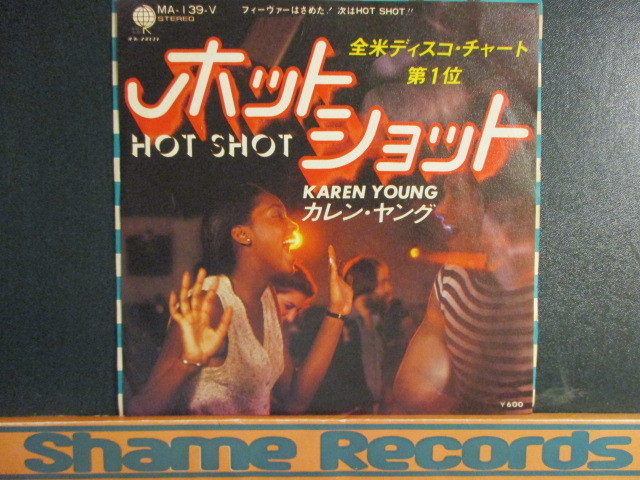 MA-139-V
STEREO
フィーヴァーはさめた！次はHOT SHOT！！
全米ディスコ・チャート
第1位
ホット
ショット
HOT SHOT
KAREN YOUNG
カレン・ヤング
￥600
Shame Records